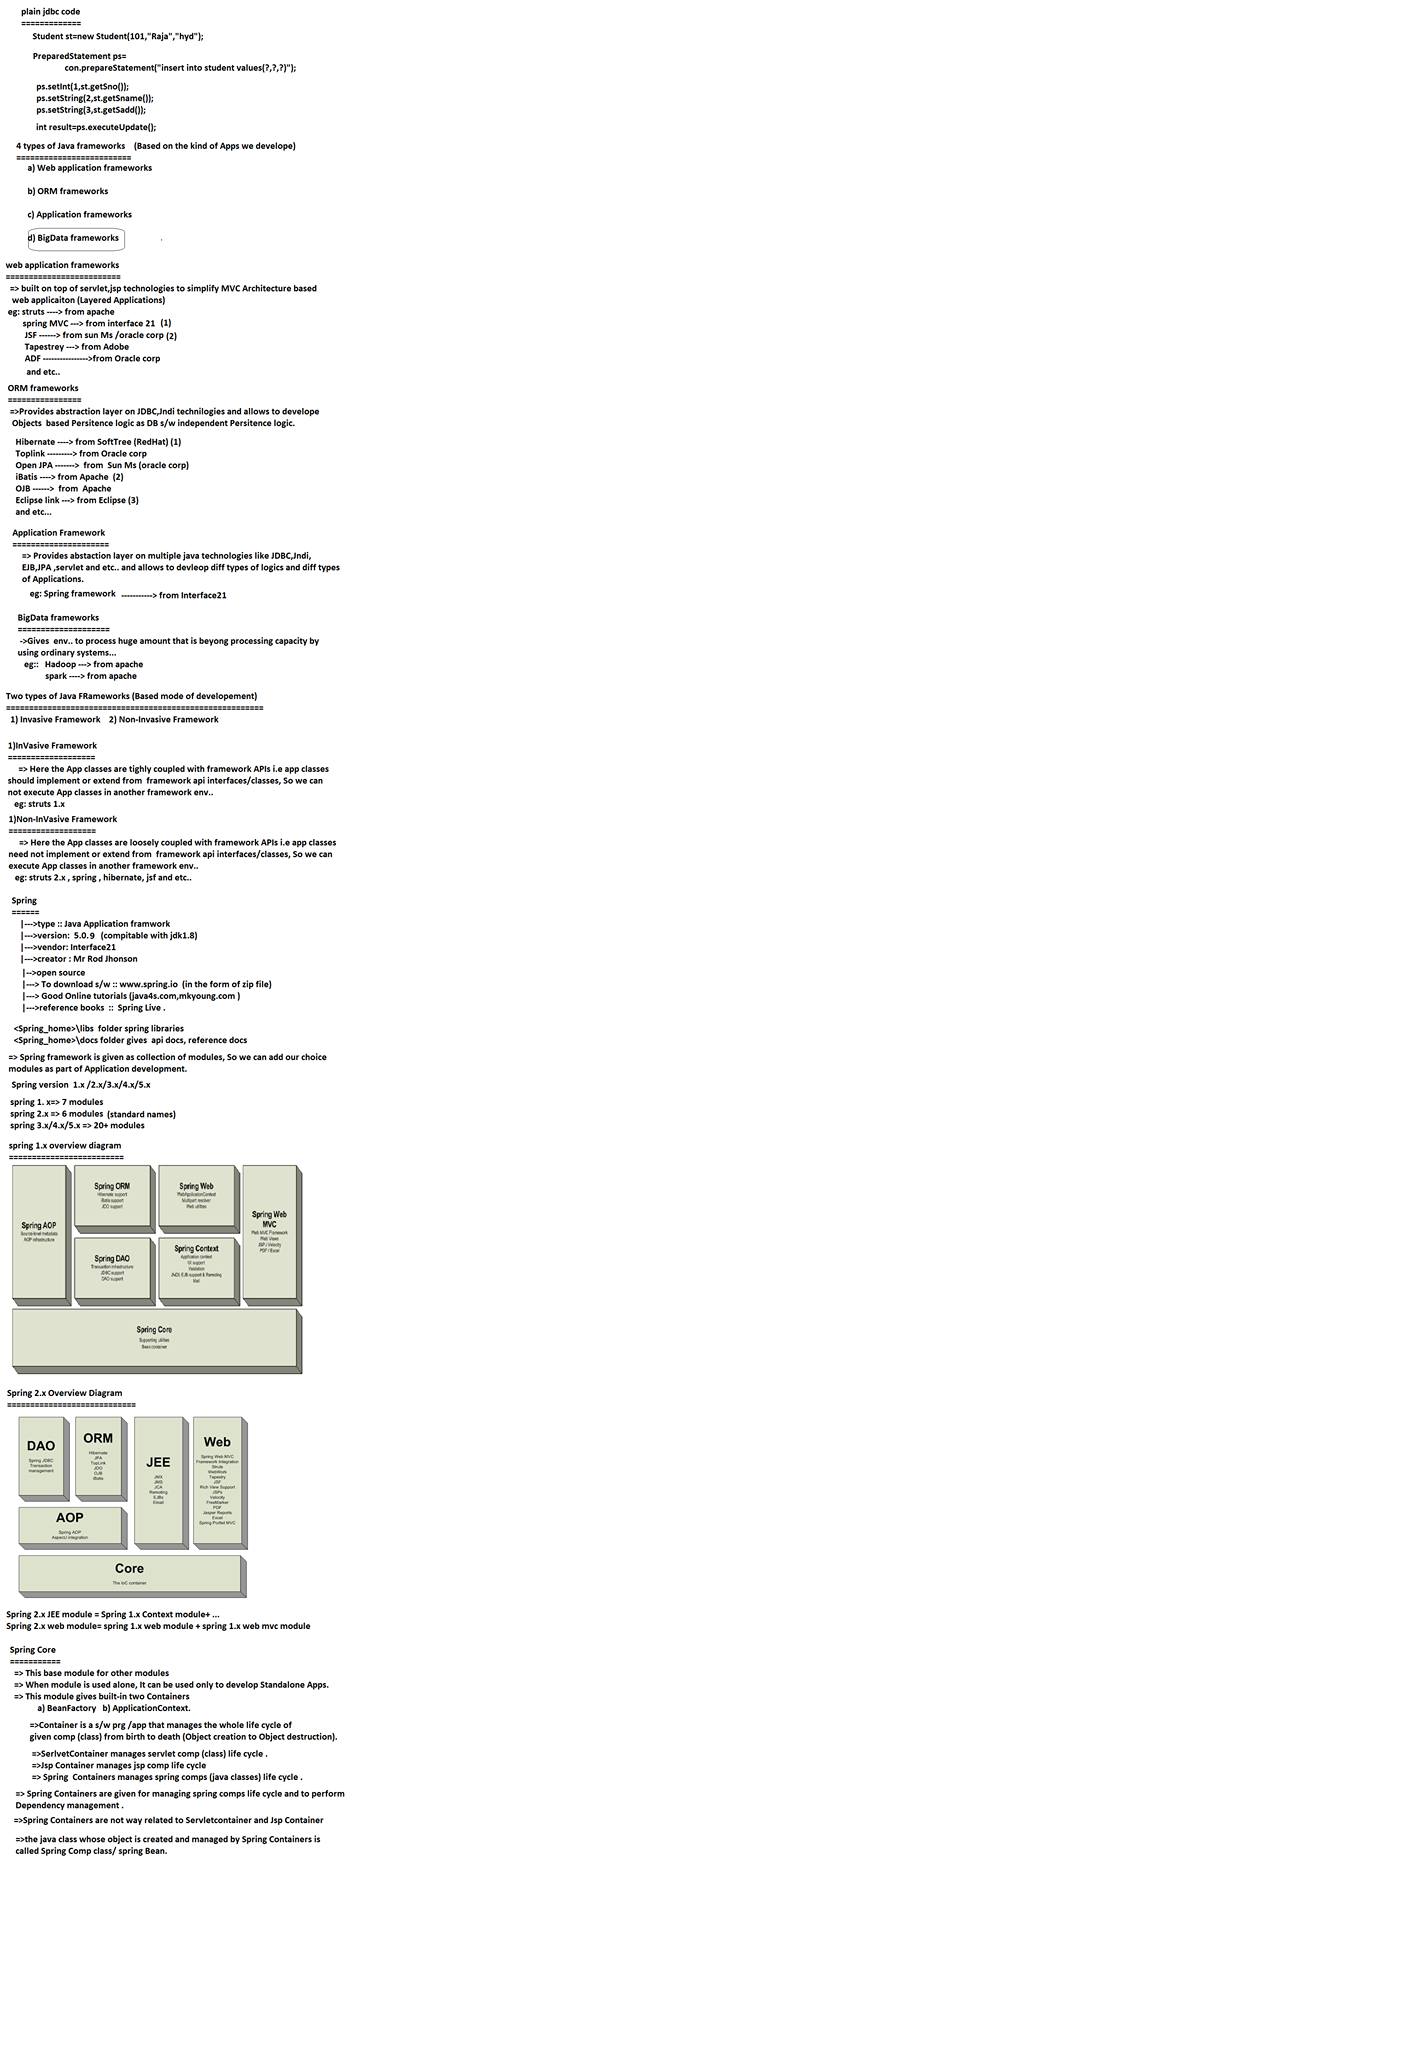 plain jdbc code
=============
Student st=new Student(101,"Raja","hyd");
PreparedStatement ps=
con.prepareStatement("insert into student values(?,?,?)");
ps.setInt(1,st.getSno());
ps.setString(2,st.getSname());
ps.setString(3,st.getSadd());
int result=ps.executeUpdate();
4 types of Java frameworks (Based on the kind of Apps we develope)
=========================
a) Web application frameworks
b) ORM frameworks
c) Application frameworks
d) BigData frameworks
web application frameworks
=========================
=> built on top of servlet,jsp technologies to simplify MVC Architecture based
web applicaiton (Layered Applications)
eg: struts ----> from apache
spring MVC ---> from interface 21 (1)
JSF ------> from sun Ms /oracle corp (2)
Tapestrey ---> from Adobe
ADF ---------------->from Oracle corp
and etc..
ORM frameworks
================
=>Provides abstraction layer on JDBC,Jndi technilogies and allows to develope
Objects based Persitence logic as DB s/w independent Persitence logic.
Hibernate ----> from SoftTree (RedHat) (1)
Toplink ---------> from Oracle corp
Open JPA -------> from Sun Ms (oracle corp)
iBatis ----> from Apache (2)
OJB ------> from Apache
Eclipse link ---> from Eclipse (3)
and etc...
Application Framework
=====================
=> Provides abstaction layer on multiple java technologies like JDBC,Jndi,
EJB,JPA ,servlet and etc.. and allows to devleop diff types of logics and diff types
of Applications.
eg: Spring framework -----------> from Interface21
BigData frameworks
====================
->Gives env.. to process huge amount that is beyong processing capacity by
using ordinary systems...
eg:: Hadoop ---> from apache
spark ----> from apache
Two types of Java FRameworks (Based mode of developement)
========================================================
1) Invasive Framework 2) Non-Invasive Framework
1)InVasive Framework
===================
=> Here the App classes are tighly coupled with framework APIs i.e app classes
should implement or extend from framework api interfaces/classes, So we can
not execute App classes in another framework env..
eg: struts 1.x
1)Non-InVasive Framework
===================
=> Here the App classes are loosely coupled with framework APIs i.e app classes
need not implement or extend from framework api interfaces/classes, So we can
execute App classes in another framework env..
eg: struts 2.x , spring , hibernate, jsf and etc..
Spring
======
|--->type :: Java Application framwork
|--->version: 5.0.9 (compitable with jdk1.8)
|--->vendor: Interface21
|--->creator : Mr Rod Jhonson
|-->open source
|---> To download s/w :: www.spring.io (in the form of zip file)
|---> Good Online tutorials (java4s.com,mkyoung.com )
|--->reference books :: Spring Live .
<Spring_home>\libs folder spring libraries
<Spring_home>\docs folder gives api docs, reference docs
=> Spring framework is given as collection of modules, So we can add our choice
modules as part of Application development.
Spring version 1.x /2.x/3.x/4.x/5.x
spring 1. x=> 7 modules
spring 2.x => 6 modules (standard names)
spring 3.x/4.x/5.x => 20+ modules
spring 1.x overview diagram
=========================
Spring AOP
Source-level metadata
AOP infrastructure
Spring ORM
Hibernate support
iBatis support
JDO support
Spring Web
WebApplicationContext
Multipart resolver
Web utilities
Spring Web
MVC
Web MVC Framework
Web Views
JSP / Velocity
PDF / Excel
Spring DAO
Transaction infrastructure
JDBC support
DAO support
Spring Context
Application context
UI support
Validation
JNDI, EJB support & Remoting
Mail
Spring Core
Supporting utilities
Bean container
Spring 2.x Overview Diagram
============================
DAO
Spring JDBC
Transaction
management
ORM
Hibernate
JPA
TopLink
JDO
OJB
iBatis
JEE
JMX
JMS
JCA
Remoting
EJBs
Email
Web
Spring Web MVC
Framework Integration
Struts
WebWork
Tapestry
JSF
Rich View Support
JSPs
Velocity
FreeMarker
PDF
Jasper Reports
Excel
Spring Portlet MVC
AOP
Spring AOP
AspectJ integration
Core
The IoC container
Spring 2.x JEE module = Spring 1.x Context module+ ...
Spring 2.x web module= spring 1.x web module + spring 1.x web mvc module
Spring Core
===========
=> This base module for other modules
=> When module is used alone, It can be used only to develop Standalone Apps.
=> This module gives built-in two Containers
a) BeanFactory b) ApplicationContext.
=>Container is a s/w prg /app that manages the whole life cycle of
given comp (class) from birth to death (Object creation to Object destruction).
=>SerlvetContainer manages servlet comp (class) life cycle .
=>Jsp Container manages jsp comp life cycle
=> Spring Containers manages spring comps (java classes) life cycle .
=> Spring Containers are given for managing spring comps life cycle and to perform
Dependency management .
=>Spring Containers are not way related to Servletcontainer and Jsp Container
=>the java class whose object is created and managed by Spring Containers is
called Spring Comp class/ spring Bean.